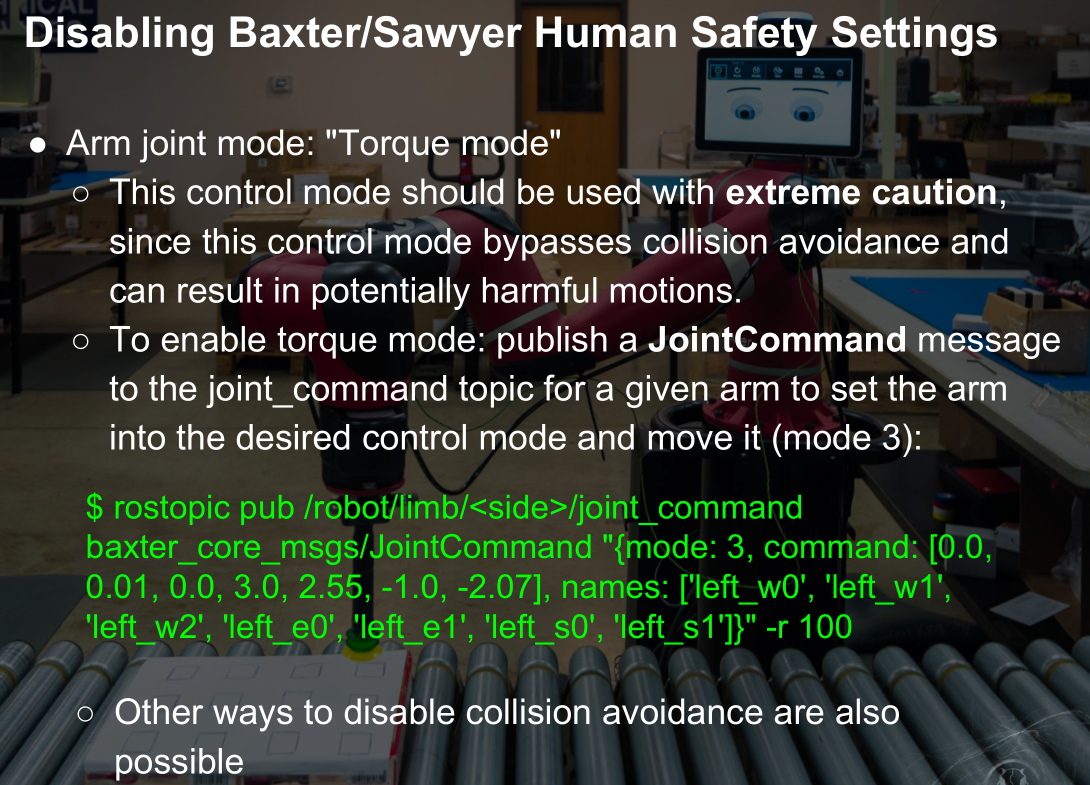 Disabling Baxter/Sawyer Human Safety Settings
● Arm joint mode: "Torque mode"
○ This control mode should be used with extreme caution,
since this control mode bypasses collision avoidance and
can result in potentially harmful motions.
○ To enable torque mode: publish a JointCommand message
to the joint_command topic for a given arm to set the arm
into the desired control mode and move it (mode 3):
$ rostopic pub /robot/limb/<side>/joint_command
baxter_core_msgs/JointCommand "{mode: 3, command: [0.0,
0.01, 0.0, 3.0, 2.55, -1.0, -2.07], names: ['left_w0', 'left_w1',
'left_w2', 'left_e0', 'left_e1', 'left_s0', 'left_s1']}" -r 100
○ Other ways to disable collision avoidance are also
possible